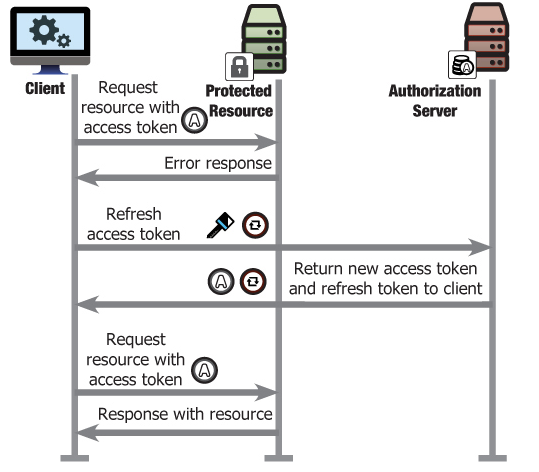 Client
Protected
Resource
Authorization
Server
Request
resource with
access token
A
Error response
Refresh
access token
Return new access token
and refresh token to client
A
Request
resource with
access token
A
Response with resource
A